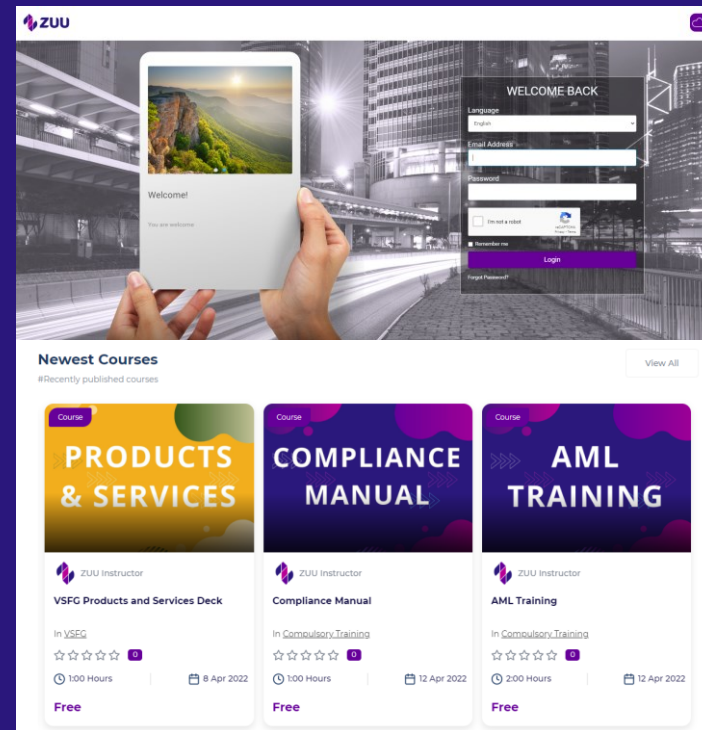 ZUU
WELCOME BACK
Language
English
Email Address
Password
I'm not a robot
reCAPTCHA
Privacy - Terms
Remember me
Login
Forgot Password?
Welcome!
You are welcome
Newest Courses
#Recently published courses
View All
Course
PRODUCTS
& SERVICES
ZUU Instructor
VSFG Products and Services Deck
In VSFG
0
1:00 Hours
8 Apr 2022
Free
Course
COMPLIANCE
MANUAL
ZUU Instructor
Compliance Manual
In Compulsory Training
0
1:00 Hours
12 Apr 2022
Free
Course
AML
TRAINING
ZUU Instructor
AML Training
In Compulsory Training
0
2:00 Hours
12 Apr 2022
Free